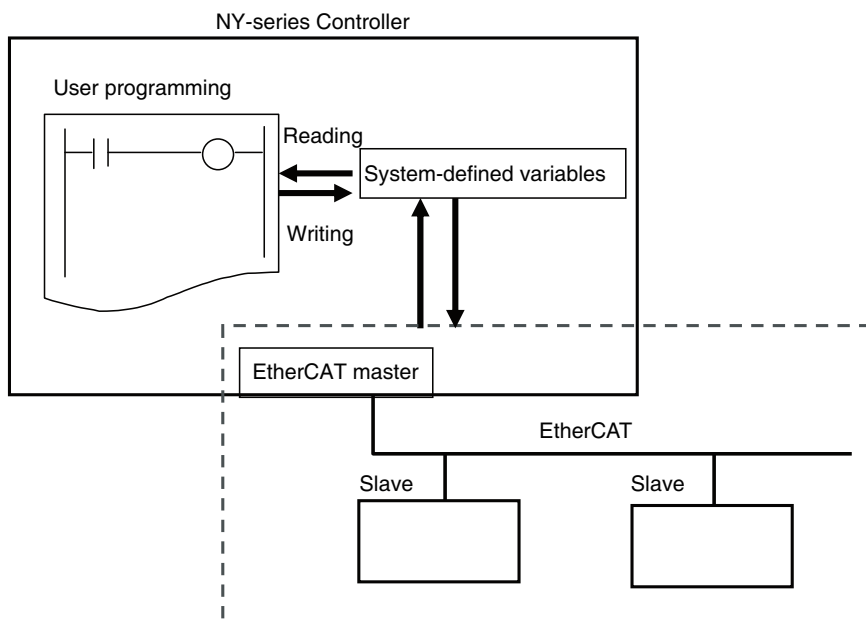 NY-series Controller
User programming
Reading
System-defined variables
Writing
EtherCAT master
EtherCAT
Slave
Slave